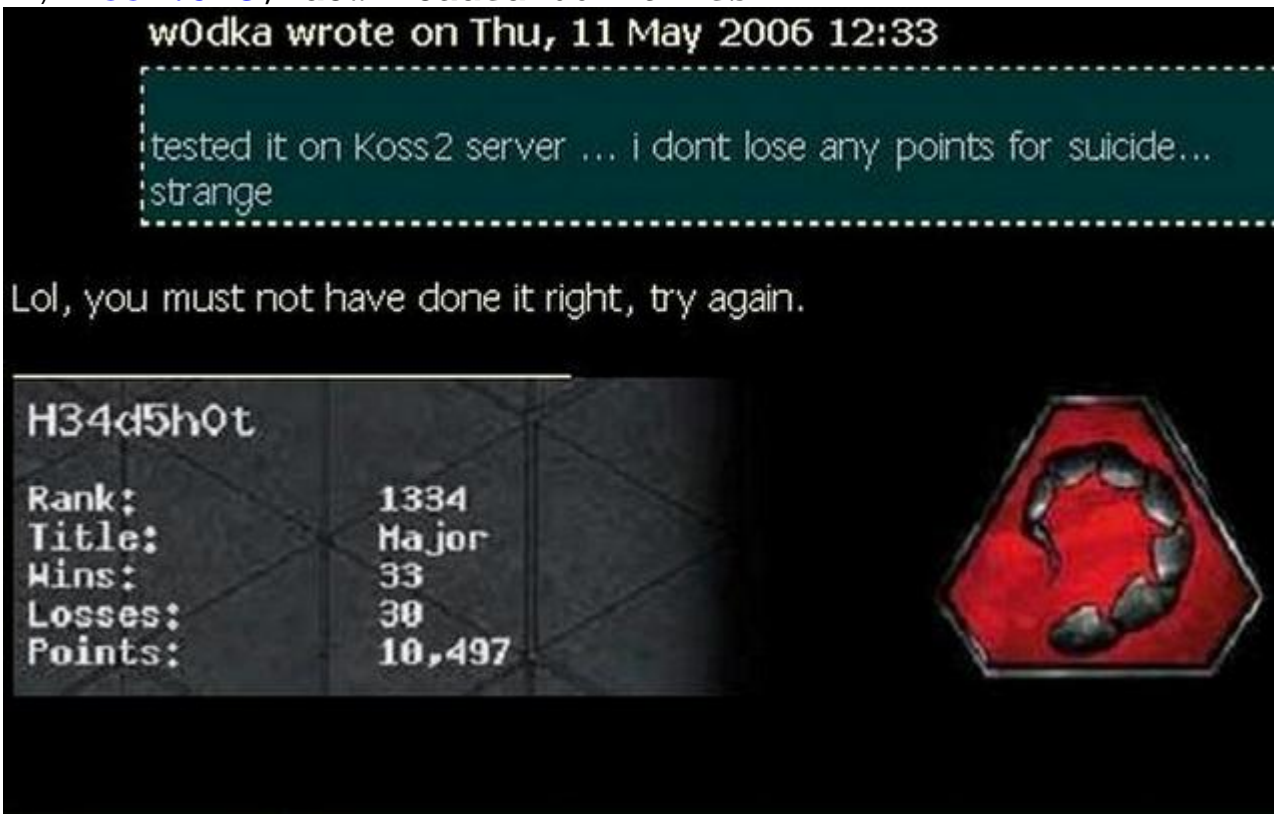 w0dka wrote on Thu, 11 May 2006 12:33
tested it on Koss2 server ... i dont lose any points for suicide...
strange
Lol, you must not have done it right, try again.
H34d5h0t
Rank: 1334
Title: Major
Wins: 33
Losses: 30
Points: 10,497